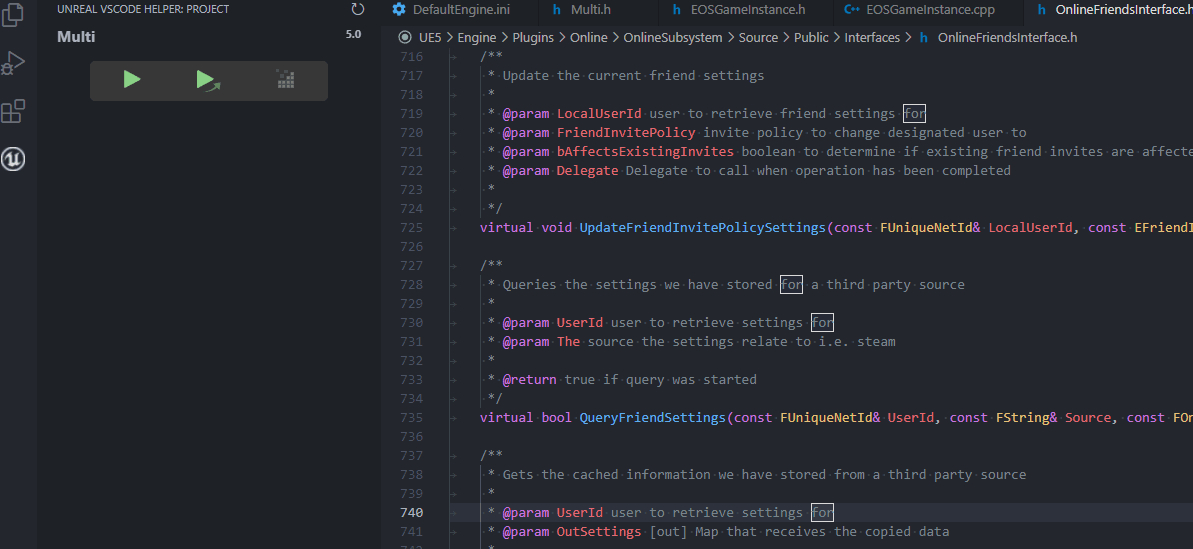 UNREAL VSCODE HELPER: PROJECT
Multi 5.0
DefaultEngine.ini Multi.h EOSGameInstance.h EOSGameInstance.cpp OnlineFriendsInterface.h
UE5 > Engine > Plugins > Online > OnlineSubsystem > Source > Public > Interfaces > h OnlineFriendsInterface.h
716 /**
717 * Update the current friend settings
718 *
719 * @param LocalUserId user to retrieve friend settings for
720 * @param FriendInvitePolicy invite policy to change designated user to
721 * @param bAffectsExistingInvites boolean to determine if existing friend invites are affecte
722 * @param Delegate Delegate to call when operation has been completed
723 *
724 */
725 virtual void UpdateFriendInvitePolicySettings(const FUniqueNetId& LocalUserId, const EFriendI
726
727 /**
728 * Queries the settings we have stored for a third party source
729 *
730 * @param UserId user to retrieve settings for
731 * @param The source the settings relate to i.e. steam
732 *
733 * @return true if query was started
734 */
735 virtual bool QueryFriendSettings(const FUniqueNetId& UserId, const FString& Source, const FOn
736
737 /**
738 * Gets the cached information we have stored from a third party source
739 *
740 * @param UserId user to retrieve settings for
741 * @param OutSettings [out] Map that receives the copied data